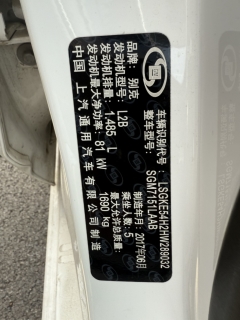 品牌：别克
发动机型号：L2B
发动机排量：1.485 L
发动机最大净功率：81 kW
中国 上汽通用汽车有限公司制造
车辆识别代号：LSGKE54H2HW289032
整车型号：SGM7151LAAB
制造年月：2017年06月
乘坐人数：5
最大允许总质量：
1690 kg